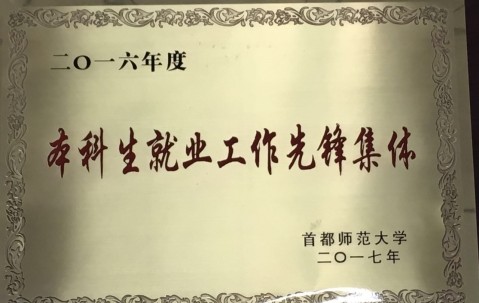 二〇一六年度
本科生就业工作先锋集体
首都师范大学
二〇一七年